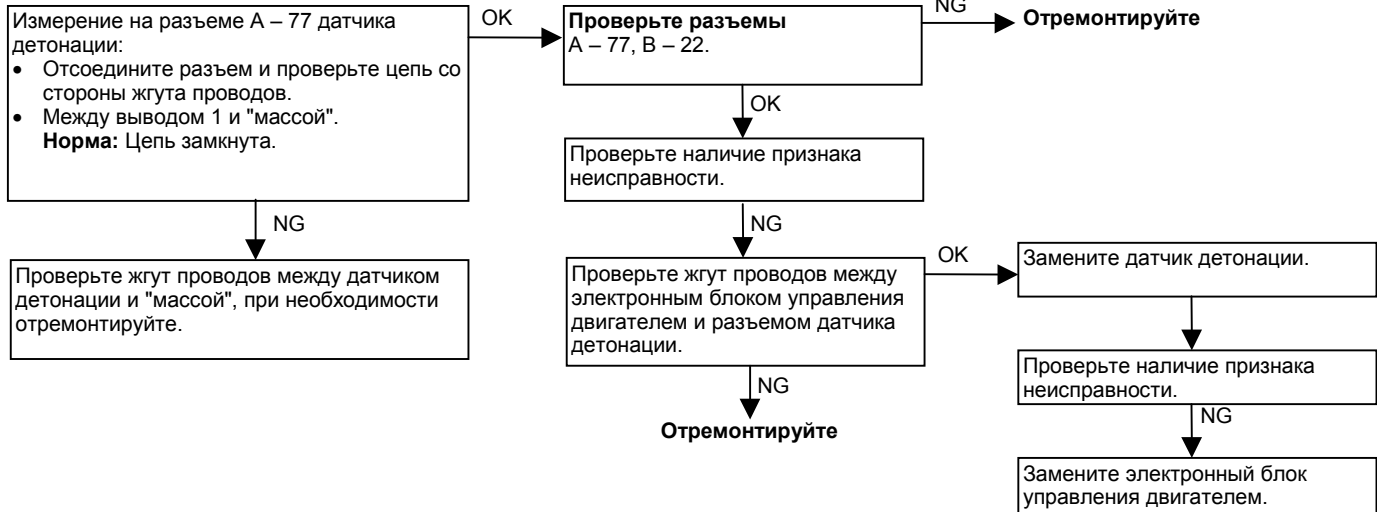 Измерение на разъеме А – 77 датчика
детонации:
• Отсоедините разъем и проверьте цепь со
стороны жгута проводов.
• Между выводом 1 и "массой".
Норма: Цепь замкнута.
OK
Проверьте разъемы
А – 77, В – 22.
NG
Отремонтируйте
OK
Проверьте наличие признака
неисправности.
NG
NG
Проверьте жгут проводов между датчиком
детонации и "массой", при необходимости
отремонтируйте.
Проверьте жгут проводов между
электронным блоком управления
двигателем и разъемом датчика
детонации.
OK
Замените датчик детонации.
NG
Отремонтируйте
Проверьте наличие признака
неисправности.
NG
Замените электронный блок
управления двигателем.